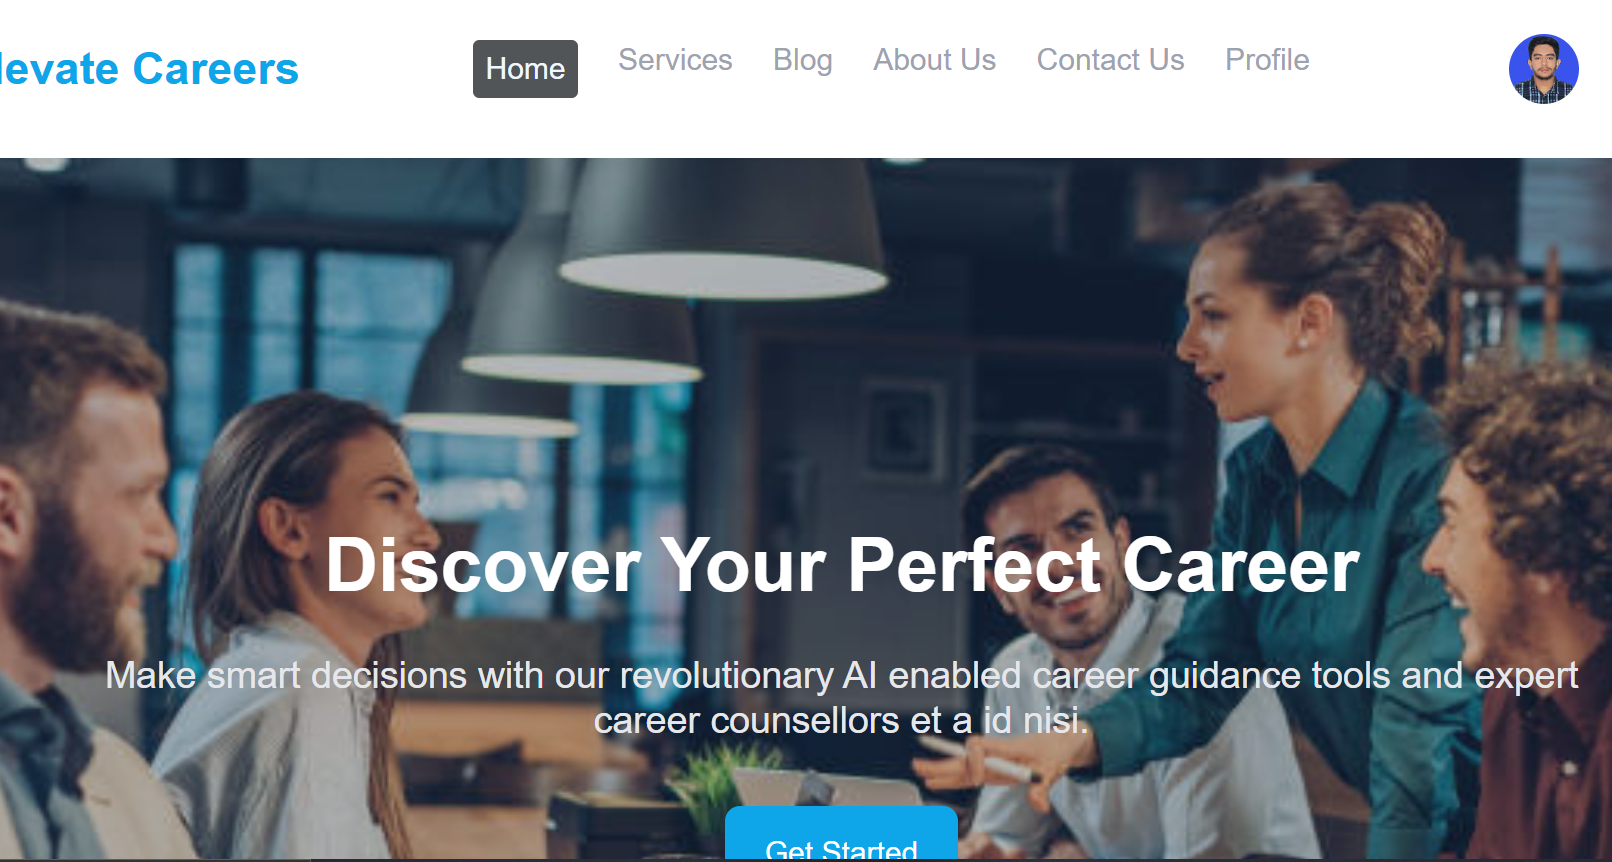 levate Careers
Home
Services
Blog
About Us
Contact Us
Profile
Discover Your Perfect Career
Make smart decisions with our revolutionary AI enabled career guidance tools and expert
career counsellors et a id nisi.
Get Started